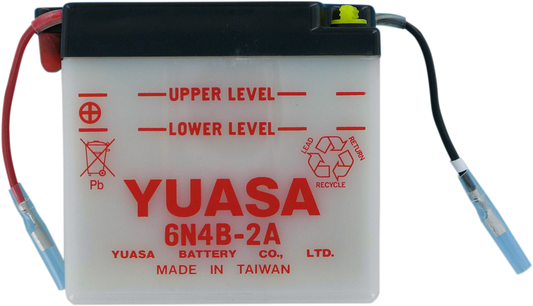 UPPER LEVEL
LOWER LEVEL
LEAD
RETURN
RECYCLE
Pb
YUASA
6N4B-2A
YUASA BATTERY CO., LTD.
MADE IN TAIWAN